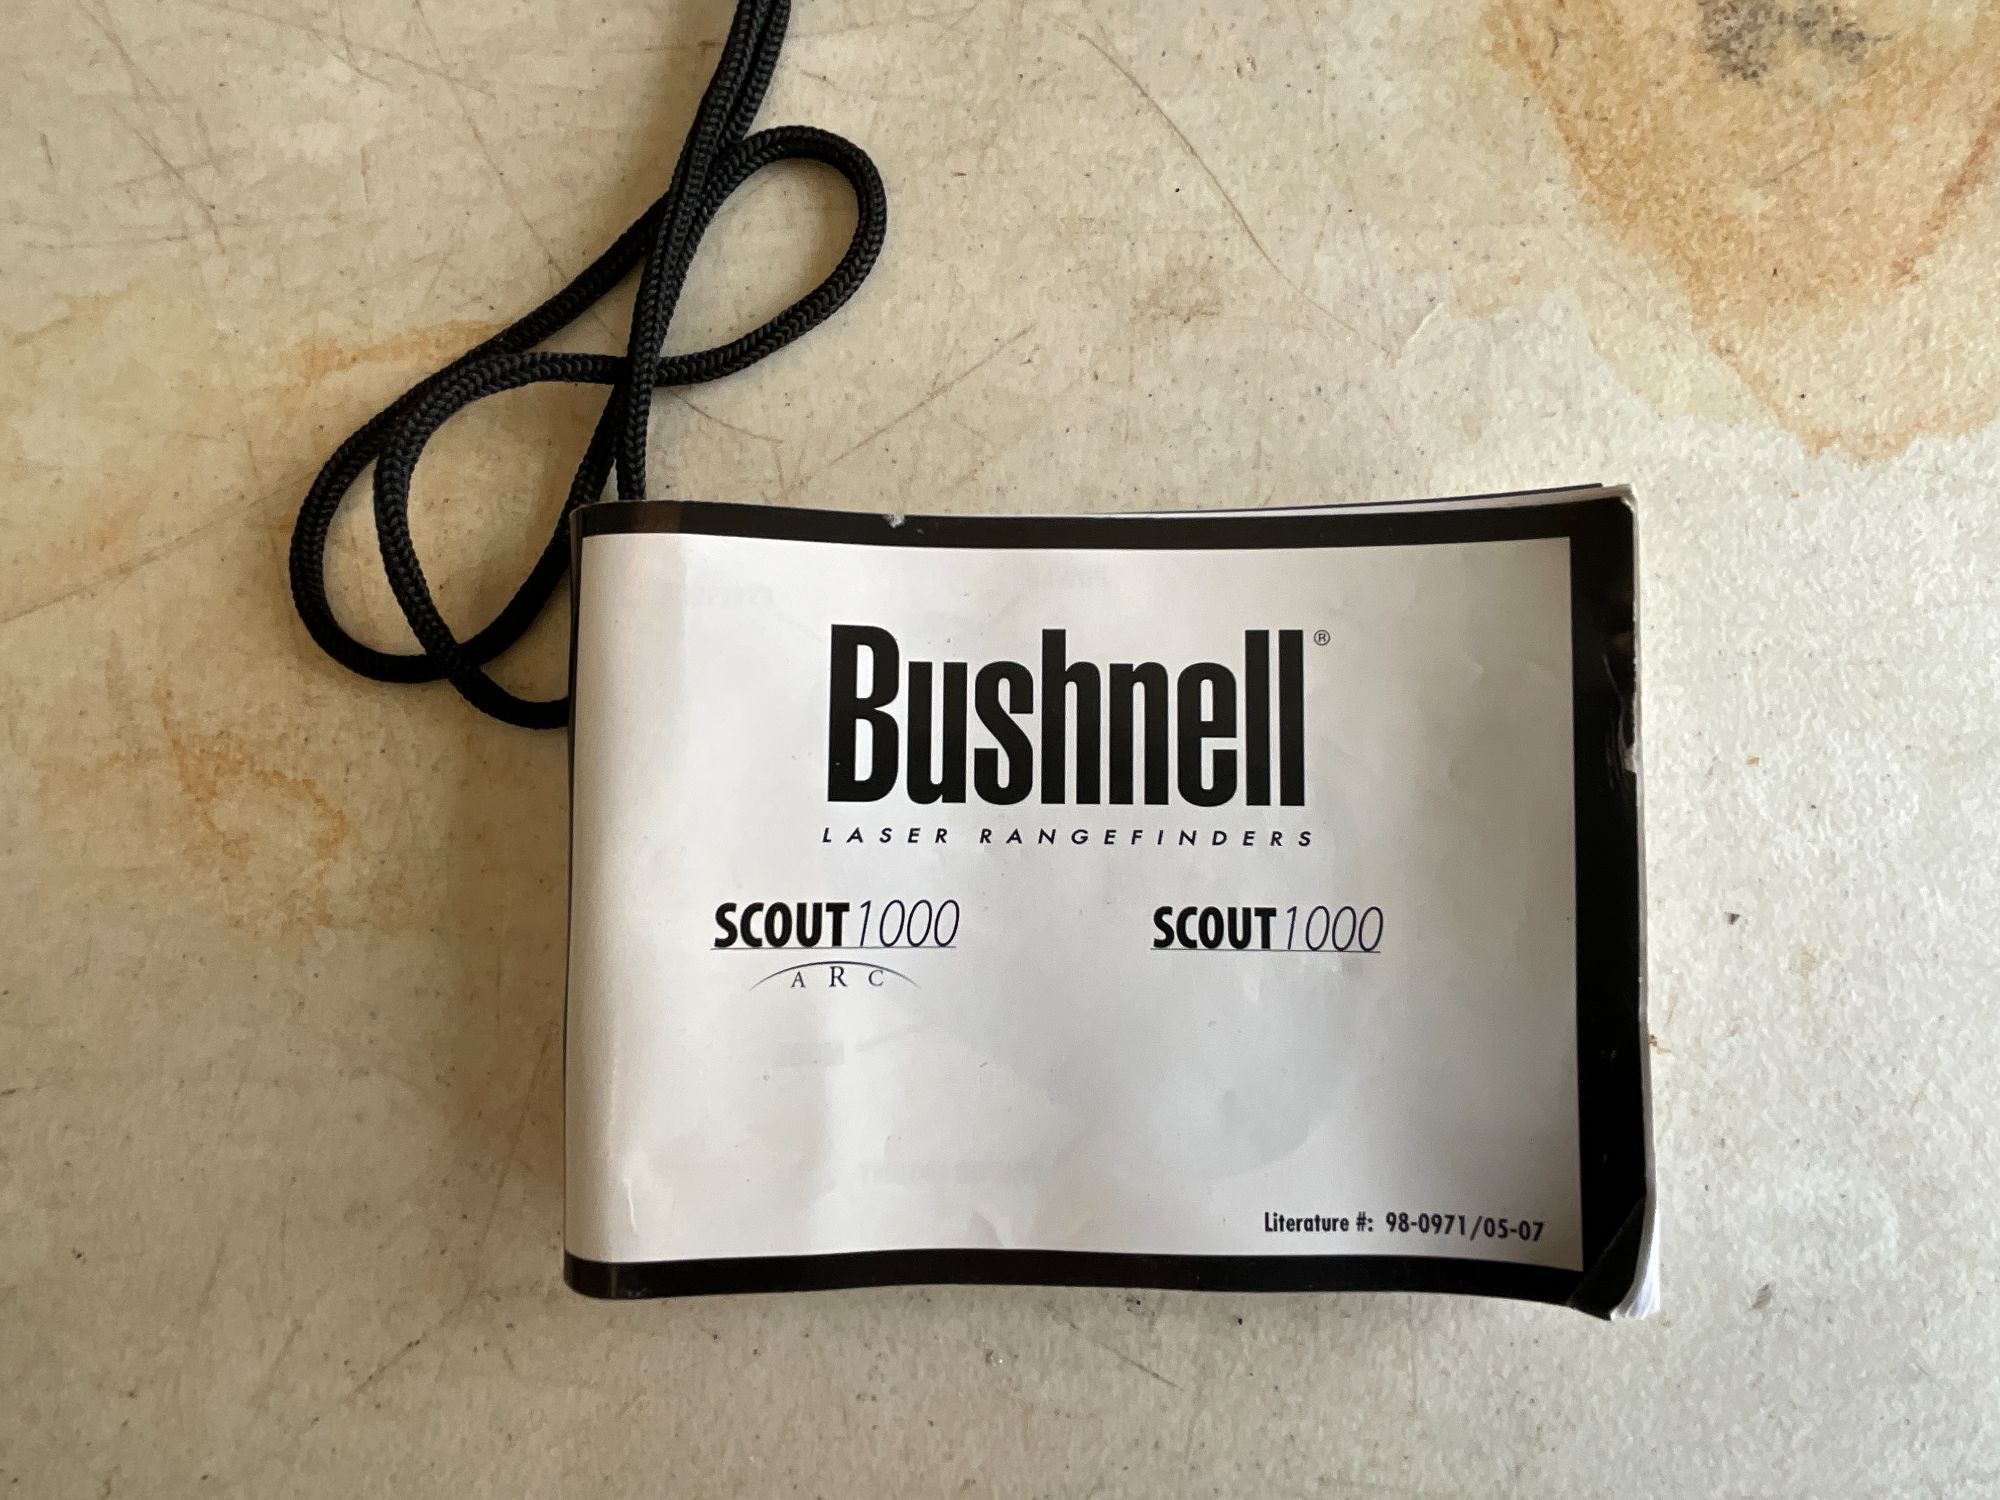 Bushnell®
LASER RANGEFINDERS
SCOUT1000 SCOUT1000
ARC
Literature #: 98-0971/05-07